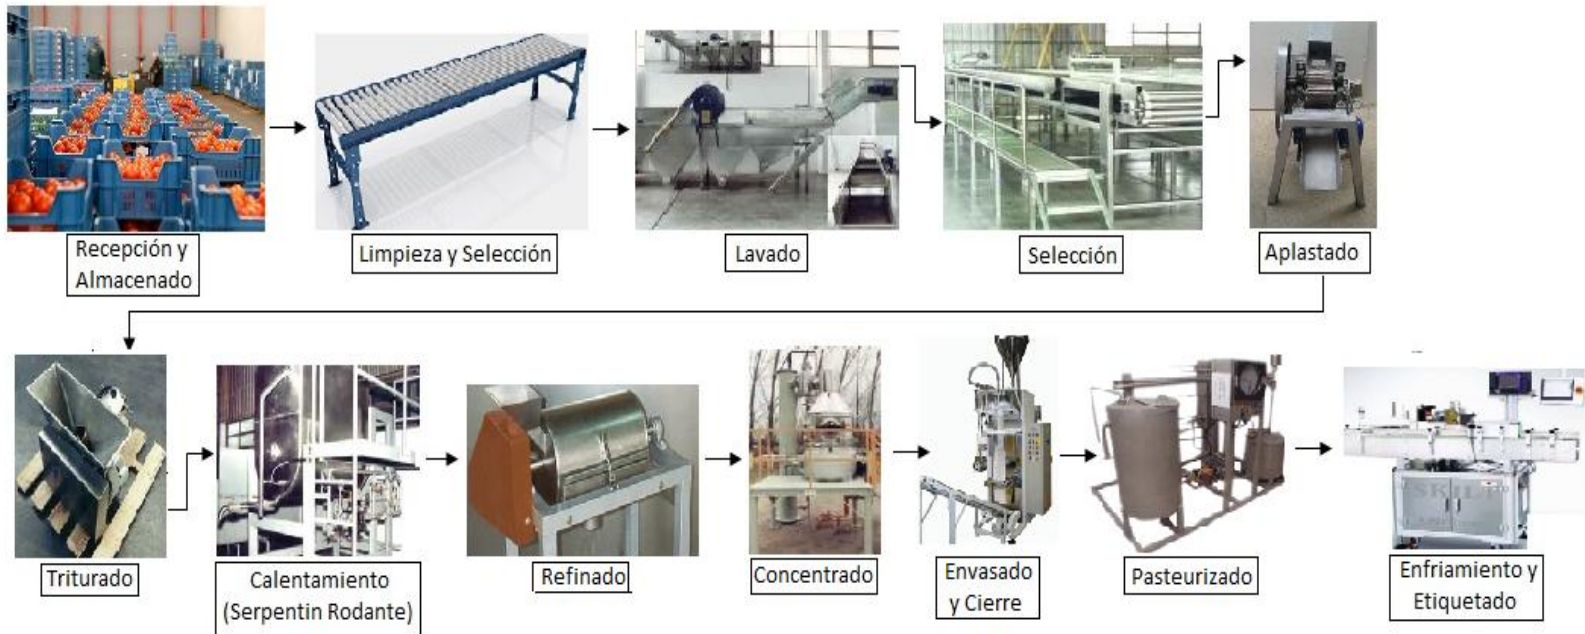 Recepción y
Almacenado
Limpieza y Selección
Lavado
Selección
Aplastado
Triturado
Calentamiento
(Serpentin Rodante)
Refinado
Concentrado
Envasado
y Cierre
Pasteurizado
Enfriamiento y
Etiquetado